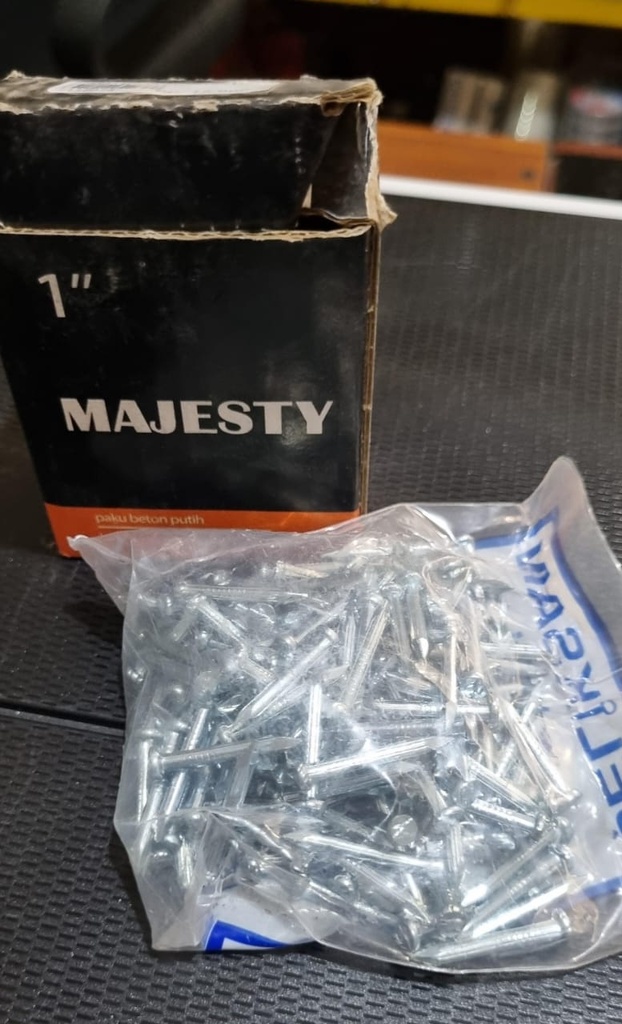 1"
MAJESTY
paku beton putih